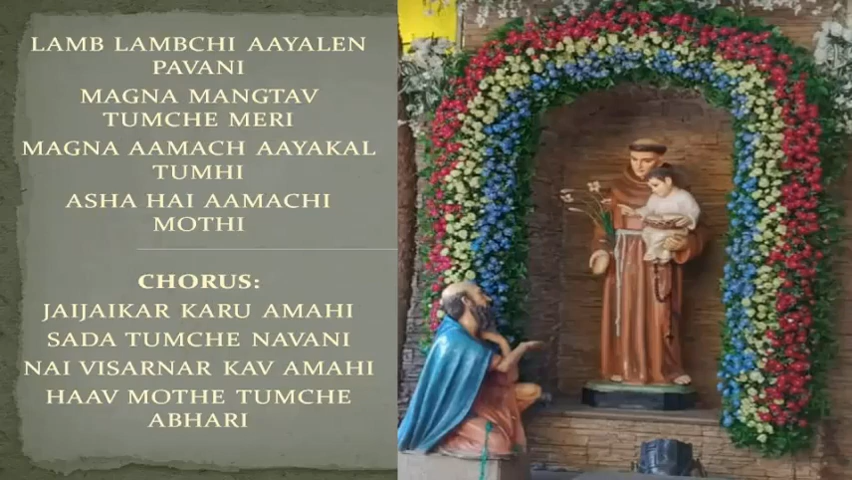 LAMB LAMBCHI AAYALEN
PAVANI
MAGNA MANGTAV
TUMCHE MERI
MAGNA AAMACH AAYAKAL
TUMHI
ASHA HAI AAMACHI
MOTHI
CHORUS:
JAIJAIKAR KARU AMAHI
SADA TUMCHE NAVANI
NAI VISARNAR KAV AMAHI
HAAV MOTHE TUMCHE
ABHARI